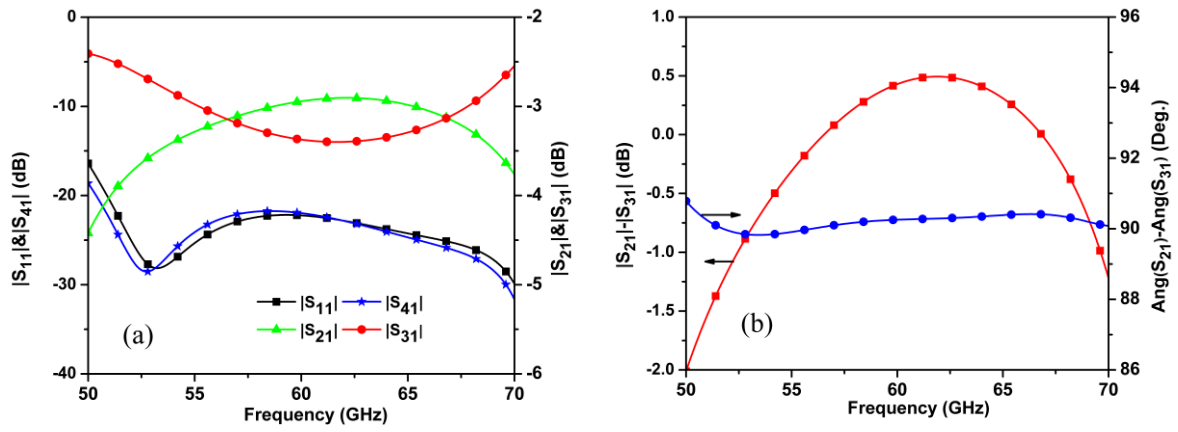 0
-10
-20
-30
-40
|S11|&|S41| (dB)
-2
-3
-4
-5
-6
|S21|&|S31| (dB)
50
55
60
65
70
Frequency (GHz)
|S11|
|S41|
|S21|
|S31|
(a)
1.0
0.5
0.0
-0.5
-1.0
-1.5
-2.0
|S21|-|S31| (dB)
96
94
92
90
88
86
Ang(S21)-Ang(S31) (Deg.)
50
55
60
65
70
Frequency (GHz)
(b)